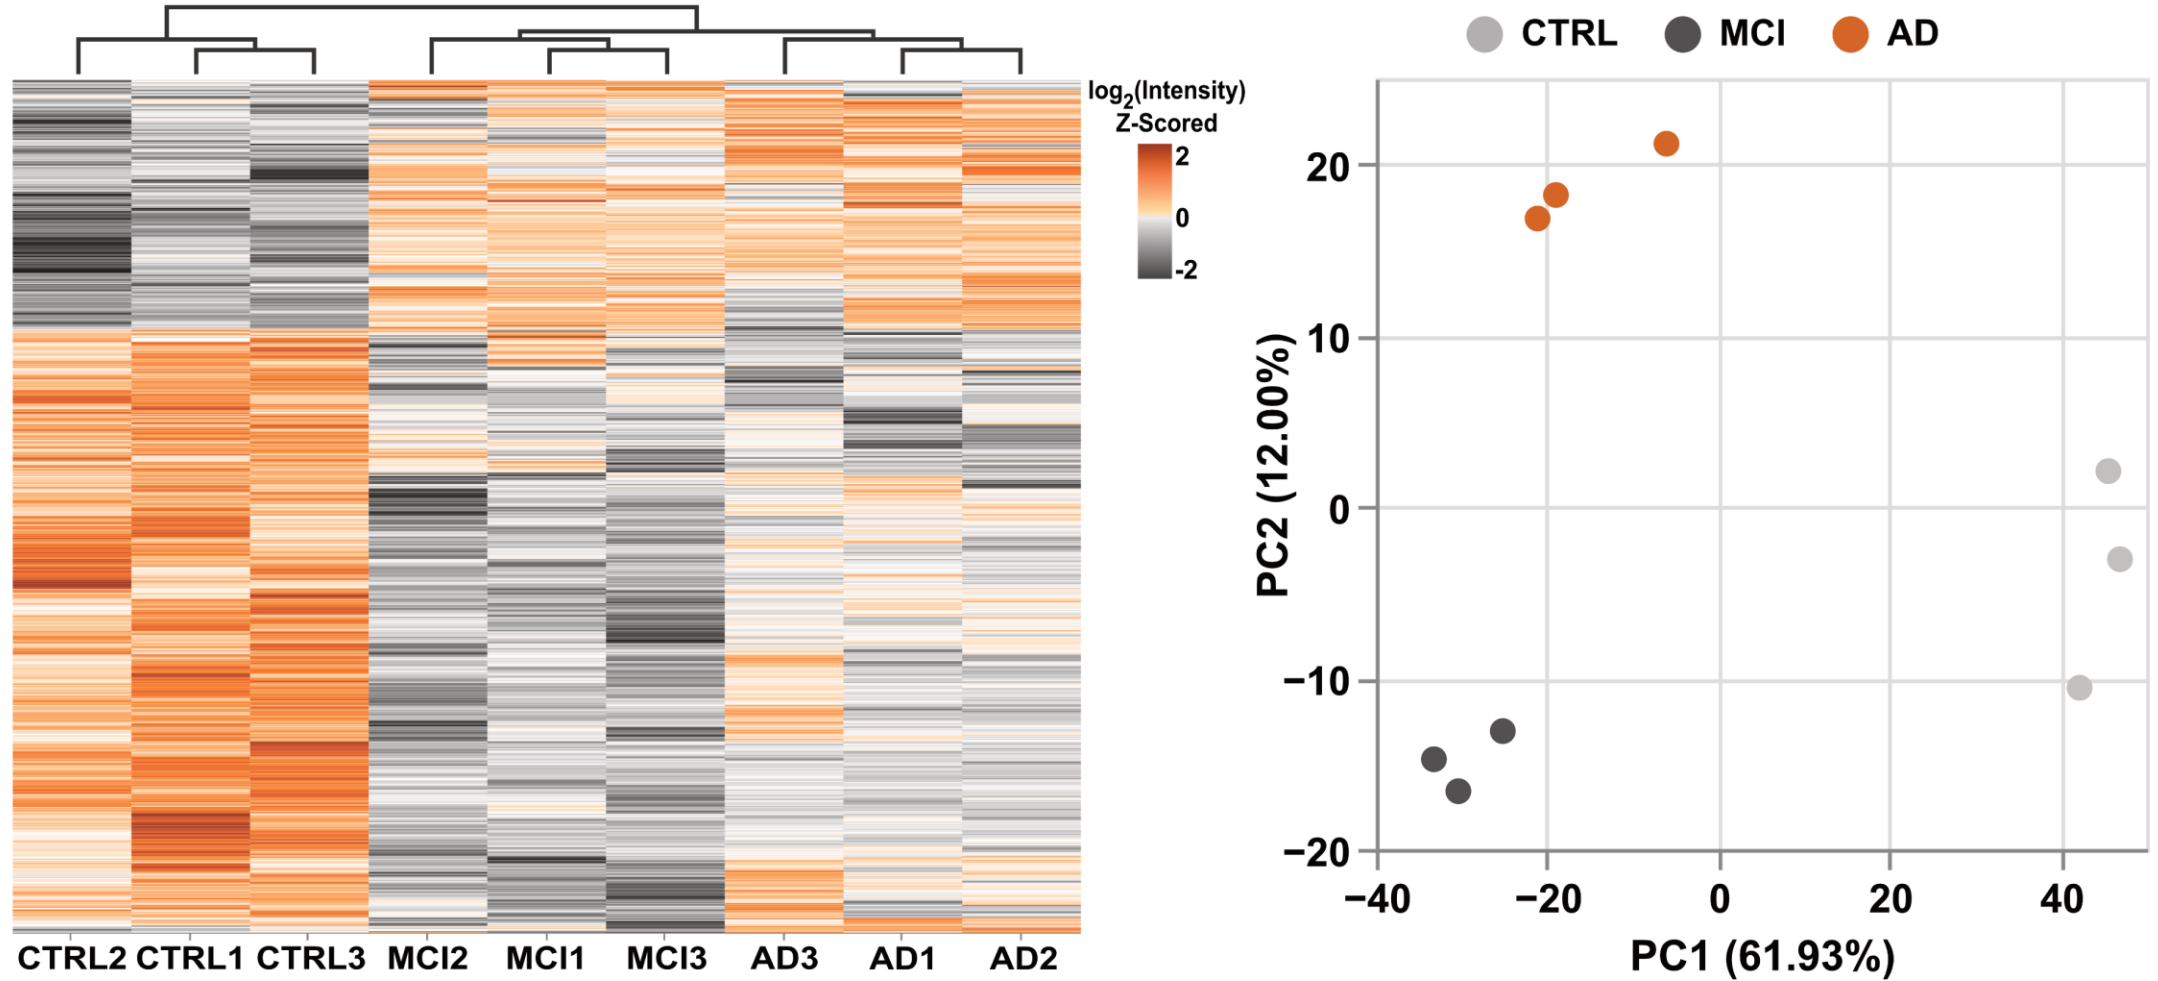 log₂(Intensity)
Z-Scored
2
0
-2
CTRL2 CTRL1 CTRL3 MCI2 MCI1 MCI3 AD3 AD1 AD2
CTRL MCI AD
PC2 (12.00%)
20
10
0
−10
−20
−40 −20 0 20 40
PC1 (61.93%)